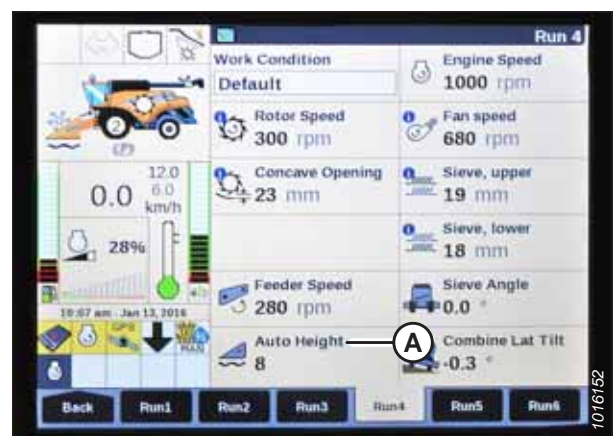 Run 4
Work Condition
Default
Engine Speed
1000 rpm
Rotor Speed
300 rpm
Fan speed
680 rpm
2
(P)
12.0
6.0
0.0 km/h
Concave Opening
23 mm
Sieve, upper
19 mm
28%
Sieve, lower
18 mm
Feeder Speed
280 rpm
Sieve Angle
0.0 °
10:07 am Jan 13, 2016
GPS
MAN
Auto Height
8
A
Combine Lat Tilt
-0.3 °
Back
Run1
Run2
Run3
Run4
Run5
Run6
1016152